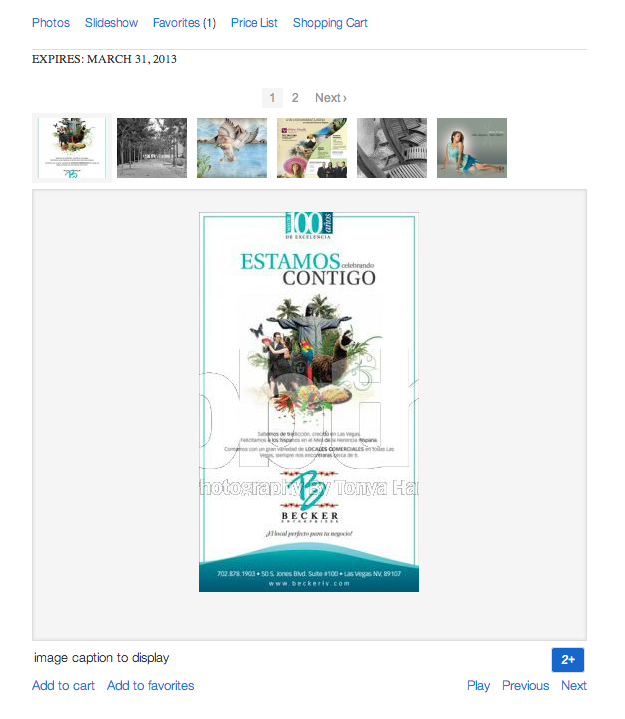 Photos Slideshow Favorites (1) Price List Shopping Cart
EXPIRES: MARCH 31, 2013
1 2 Next ›
100 años
DE EXCELENCIA
ESTAMOS celebrando
CONTIGO
Sabemos de tradición, crecido en Las Vegas.
Felicitamos a los hispanos en el Mes de la Herencia Hispana.
Contamos con un gran variedad de LOCALES COMERCIALES en todas Las
Vegas, siempre nos encontrarás cerca de ti.
hotography By Tonya Ha
B
BECKER
ENTERPRISES
¡El local perfecto para tu negocio!
702.878.1903 • 50 S. Jones Blvd. Suite #100 • Las Vegas NV, 89107
www.beckerlv.com
image caption to display
2+
Add to cart Add to favorites Play Previous Next